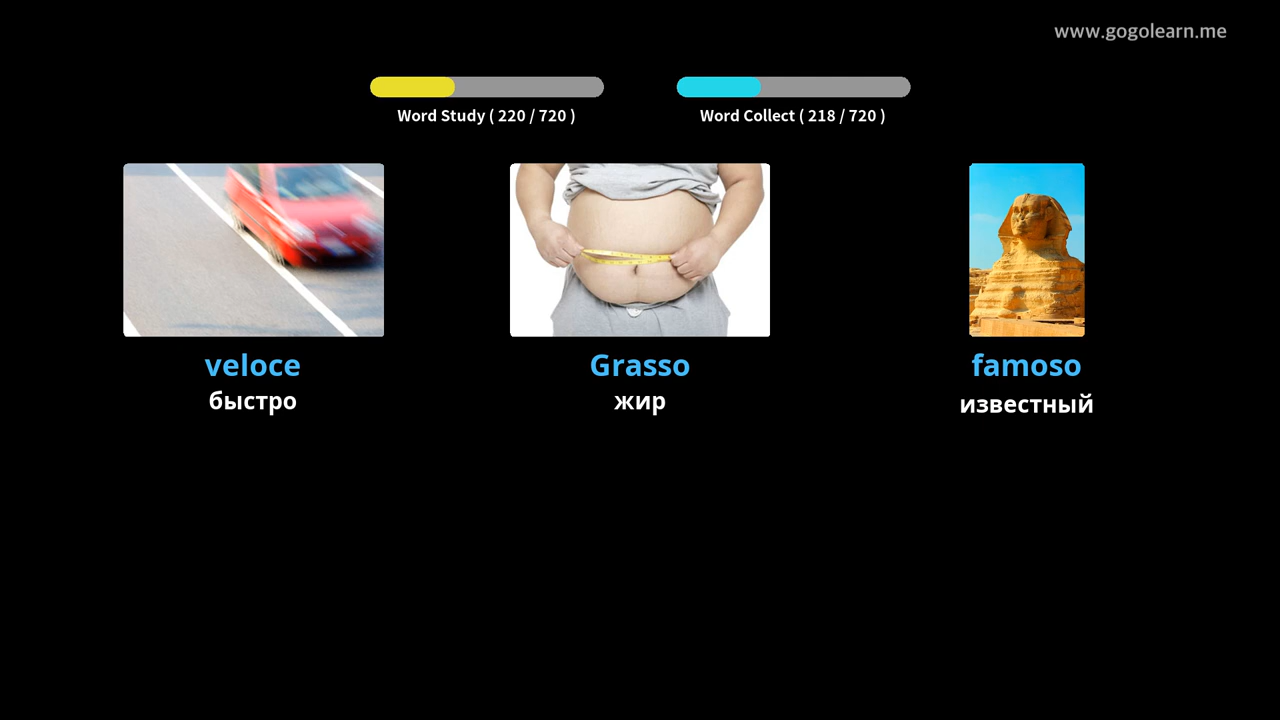 www.gogolearn.me
Word Study ( 220 / 720 )
Word Collect ( 218 / 720 )
veloce
быстро
Grasso
жир
famoso
известный